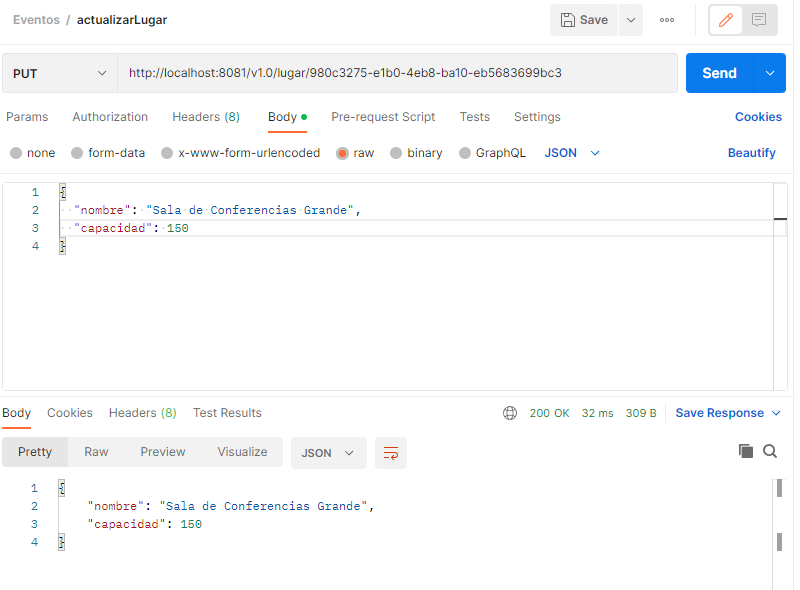 Eventos / actualizarLugar
Save
PUT
http://localhost:8081/v1.0/lugar/980c3275-e1b0-4eb8-ba10-eb5683699bc3
Send
Params Authorization Headers (8) Body Pre-request Script Tests Settings Cookies
none form-data x-www-form-urlencoded raw binary GraphQL JSON Beautify
1 {
2 "nombre": "Sala de Conferencias Grande",
3 "capacidad": 150
4 }
Body Cookies Headers (8) Test Results 200 OK 32 ms 309 B Save Response
Pretty Raw Preview Visualize JSON
1 {
2 "nombre": "Sala de Conferencias Grande",
3 "capacidad": 150
4 }